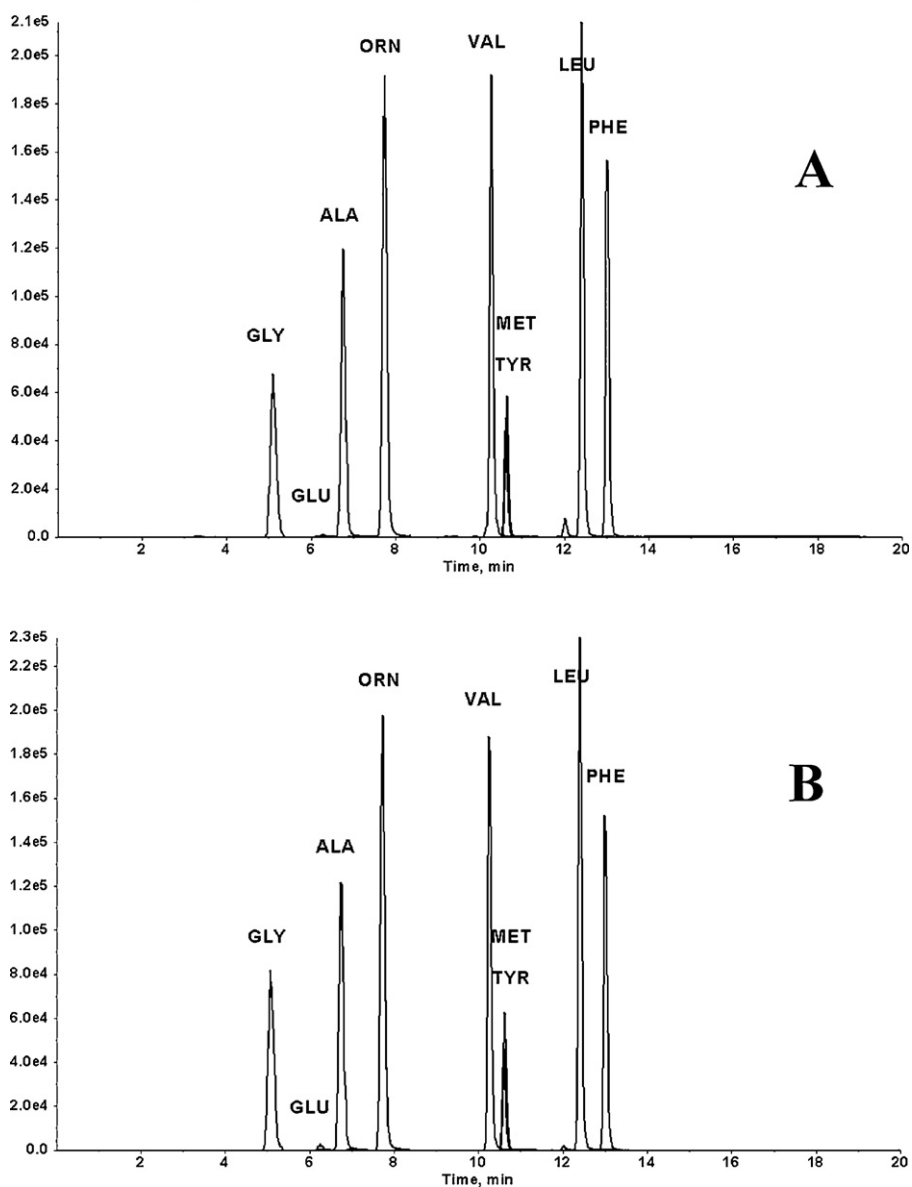 2.1e5
2.0e5
1.8e5
1.6e5
1.4e5
1.2e5
1.0e5
8.0e4
6.0e4
4.0e4
2.0e4
0.0
ORN
VAL
LEU
PHE
ALA
GLY
MET
TYR
GLU
A
2 4 6 8 10 12 14 16 18 20
Time, min
2.3e5
2.2e5
2.0e5
1.8e5
1.6e5
1.4e5
1.2e5
1.0e5
8.0e4
6.0e4
4.0e4
2.0e4
0.0
ORN
VAL
LEU
PHE
ALA
GLY
MET
TYR
GLU
B
2 4 6 8 10 12 14 16 18 20
Time, min